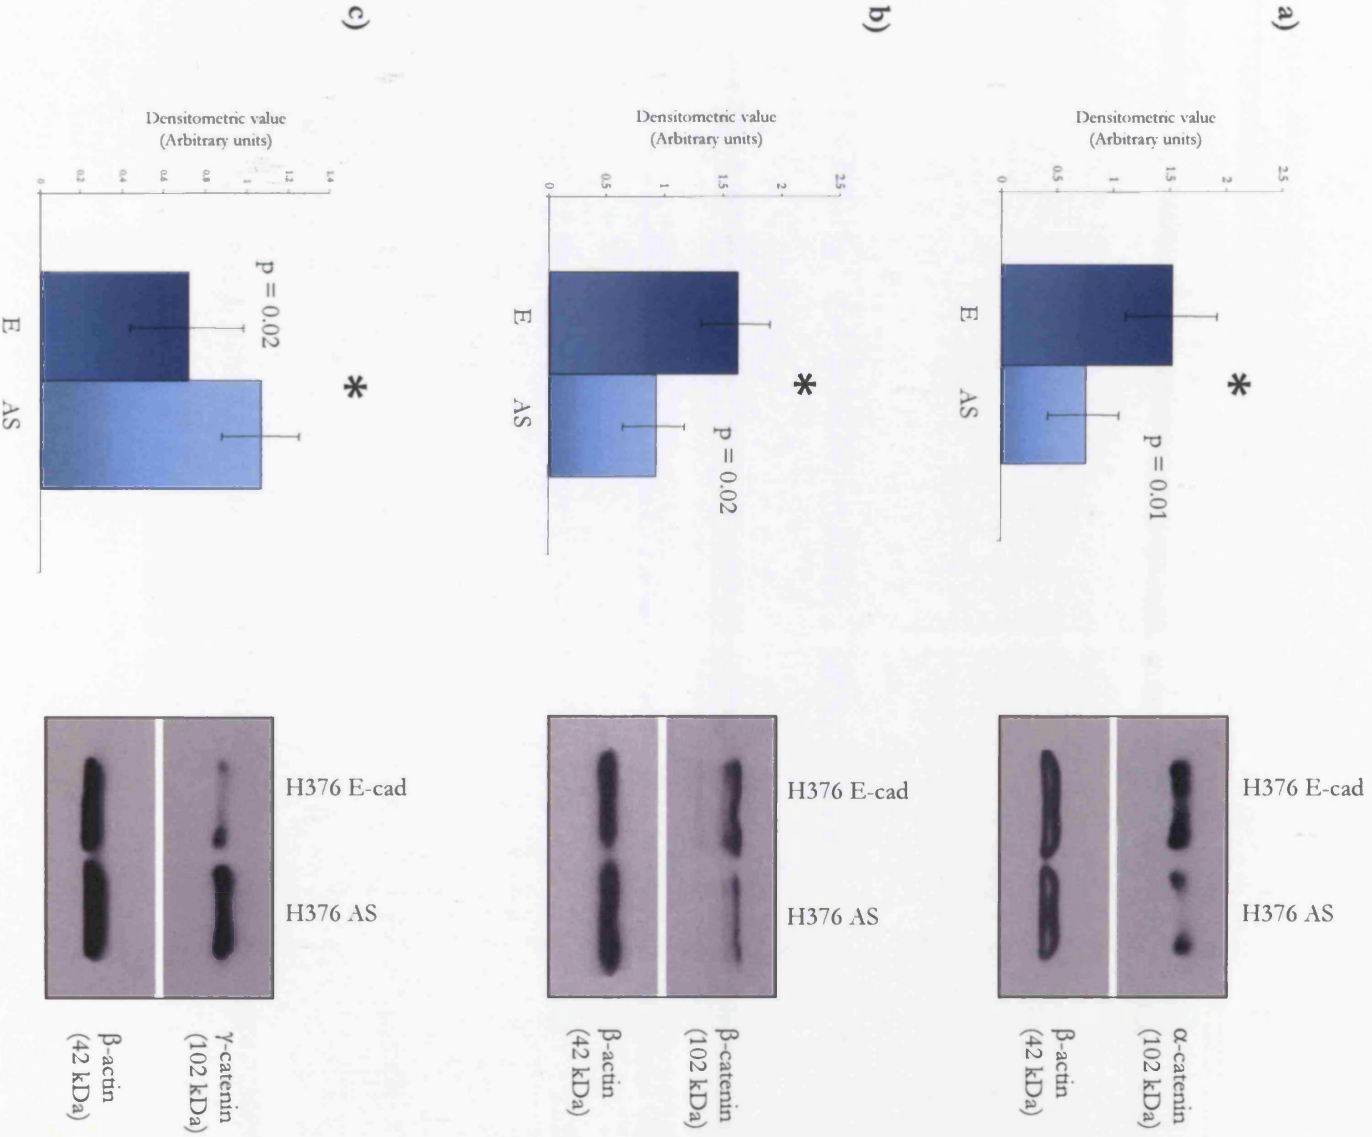 a)
Densitometric value
(Arbitrary units)
0
0.5
1
1.5
2
2.5
*
p = 0.01
E
AS
H376 E-cad
H376 AS
α-catenin
(102 kDa)
β-actin
(42 kDa)
b)
Densitometric value
(Arbitrary units)
0
0.5
1
1.5
2
2.5
*
p = 0.02
E
AS
H376 E-cad
H376 AS
β-catenin
(102 kDa)
β-actin
(42 kDa)
c)
Densitometric value
(Arbitrary units)
0
0.2
0.4
0.6
0.8
1
1.2
1.4
*
p = 0.02
E
AS
H376 E-cad
H376 AS
γ-catenin
(102 kDa)
β-actin
(42 kDa)